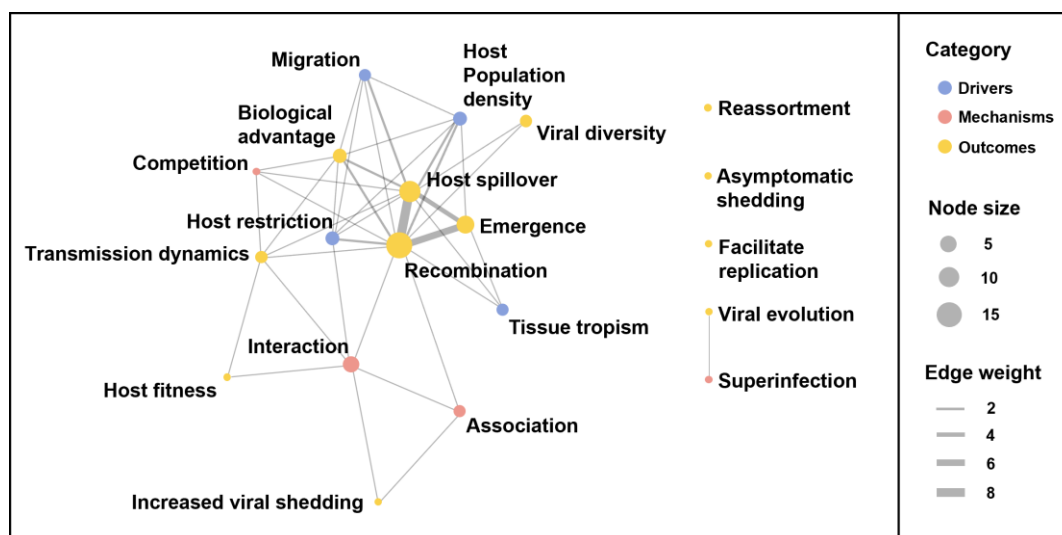 Migration
Host
Population
density
Biological
advantage
Viral diversity
Competition
Host spillover
Host restriction
Emergence
Transmission dynamics
Recombination
Tissue tropism
Interaction
Host fitness
Association
Increased viral shedding
Reassortment
Asymptomatic
shedding
Facilitate
replication
Viral evolution
Superinfection
Category
Drivers
Mechanisms
Outcomes
Node size
5
10
15
Edge weight
2
4
6
8